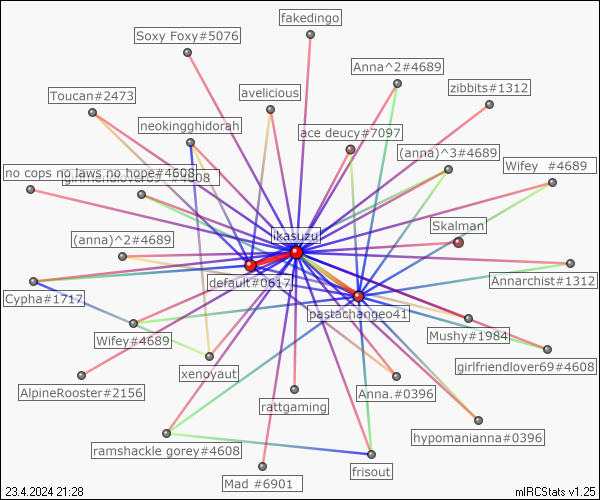 fakedingo
Soxy Foxy#5076
Anna^2#4689
zibbits#1312
Toucan#2473
avelicious
neokingghidorah
ace deucy#7097
(anna)^3#4689
Wifey #4689
no cops no laws no hope#4608
girlfriendlover69 #4608
Skalman
ikasuzu
(anna)^2#4689
default#0617
Annarchist#1312
Cypha#1717
pastachangeo41
Wifey#4689
Mushy#1984
xenoyaut
girlfriendlover69#4608
AlpineRooster#2156
Anna.#0396
rattgaming
hypomanianna#0396
ramshackle gorey#4608
frisout
Mad #6901
23.4.2024 21:28
mIRCStats v1.25